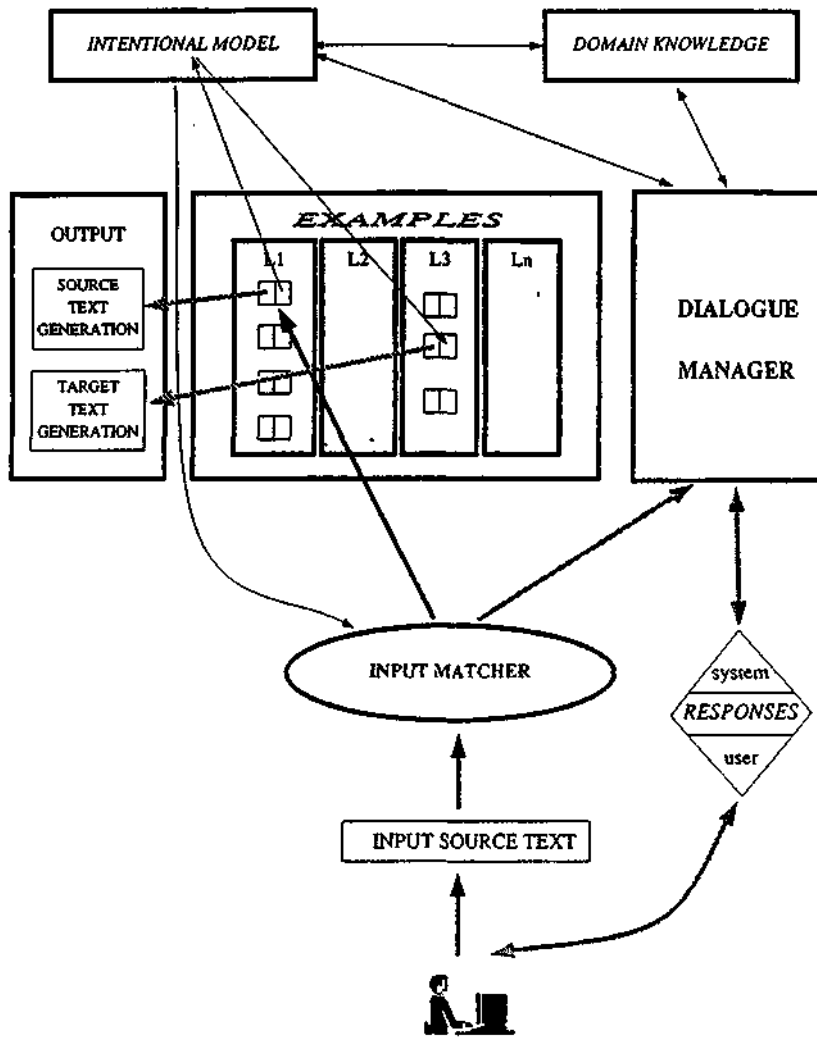 INTENTIONAL MODEL
DOMAIN KNOWLEDGE
OUTPUT
SOURCE
TEXT
GENERATION
TARGET
TEXT
GENERATION
EXAMPLES
L1
L2
L3
Ln
DIALOGUE
MANAGER
INPUT MATCHER
system
RESPONSES
user
INPUT SOURCE TEXT